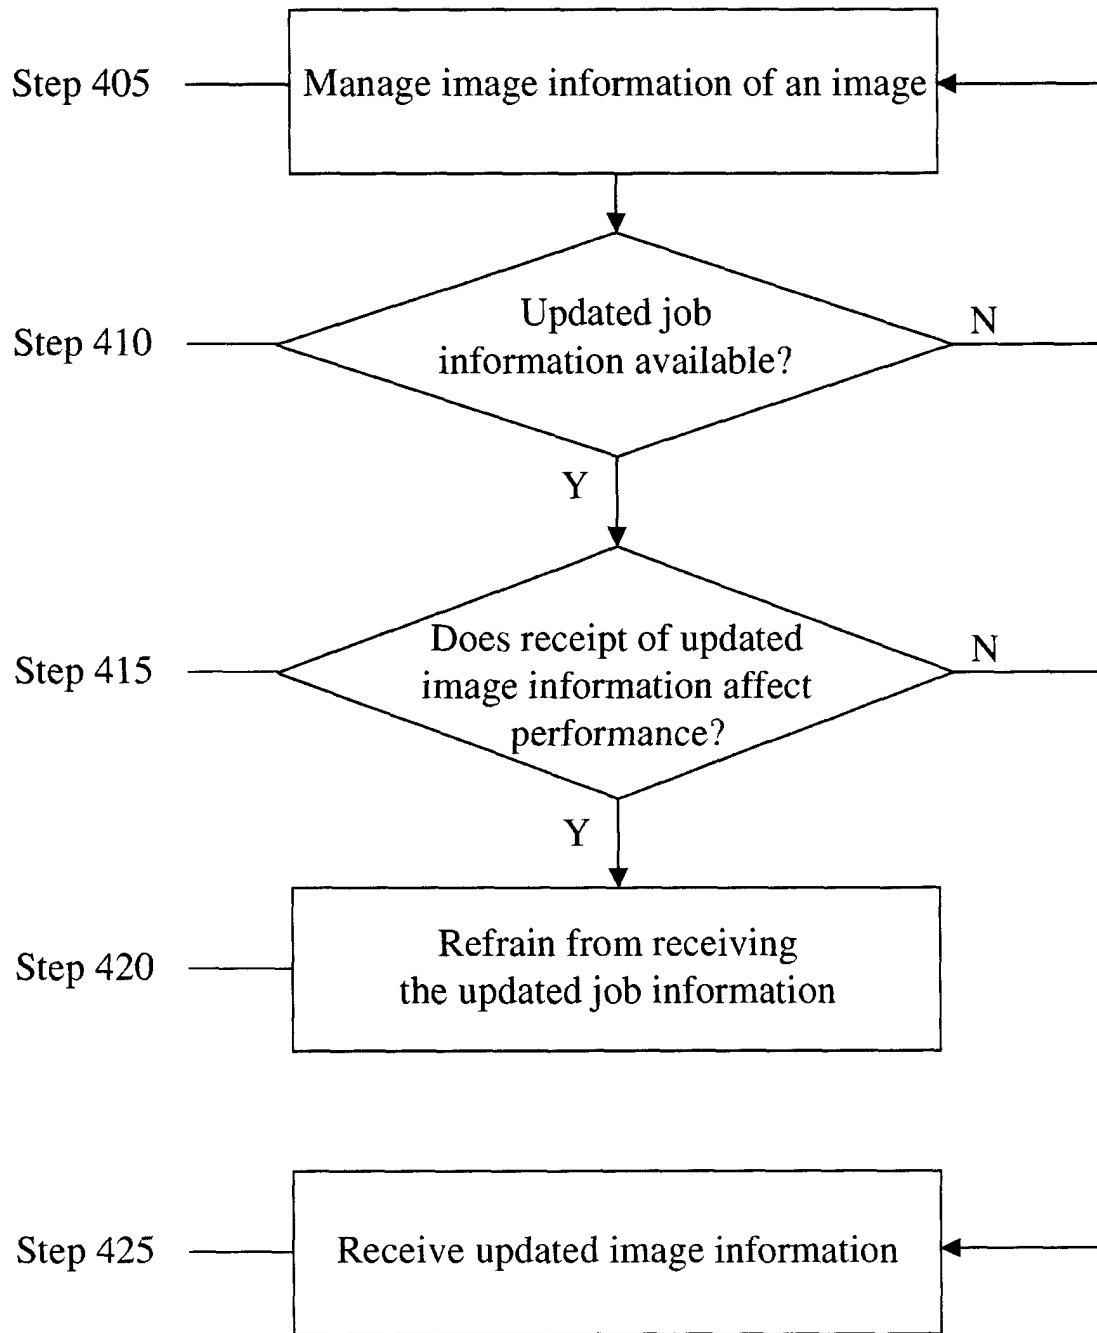 Step 405
Manage image information of an image
Step 410
Updated job
information available?
N
Y
Step 415
Does receipt of updated
image information affect
performance?
N
Y
Step 420
Refrain from receiving
the updated job information
Step 425
Receive updated image information